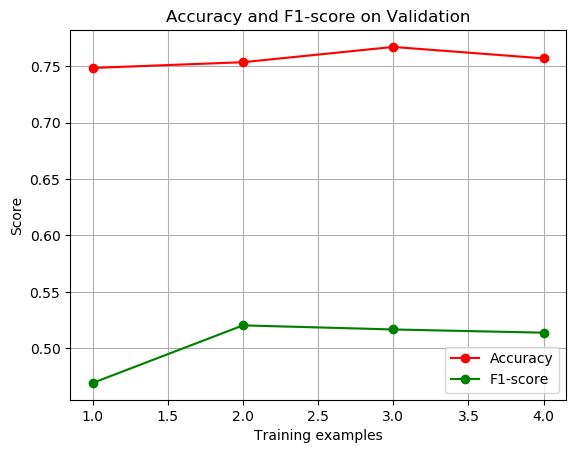 Accuracy and F1-score on Validation
Score
0.75
0.70
0.65
0.60
0.55
0.50
Accuracy
F1-score
1.0 1.5 2.0 2.5 3.0 3.5 4.0
Training examples